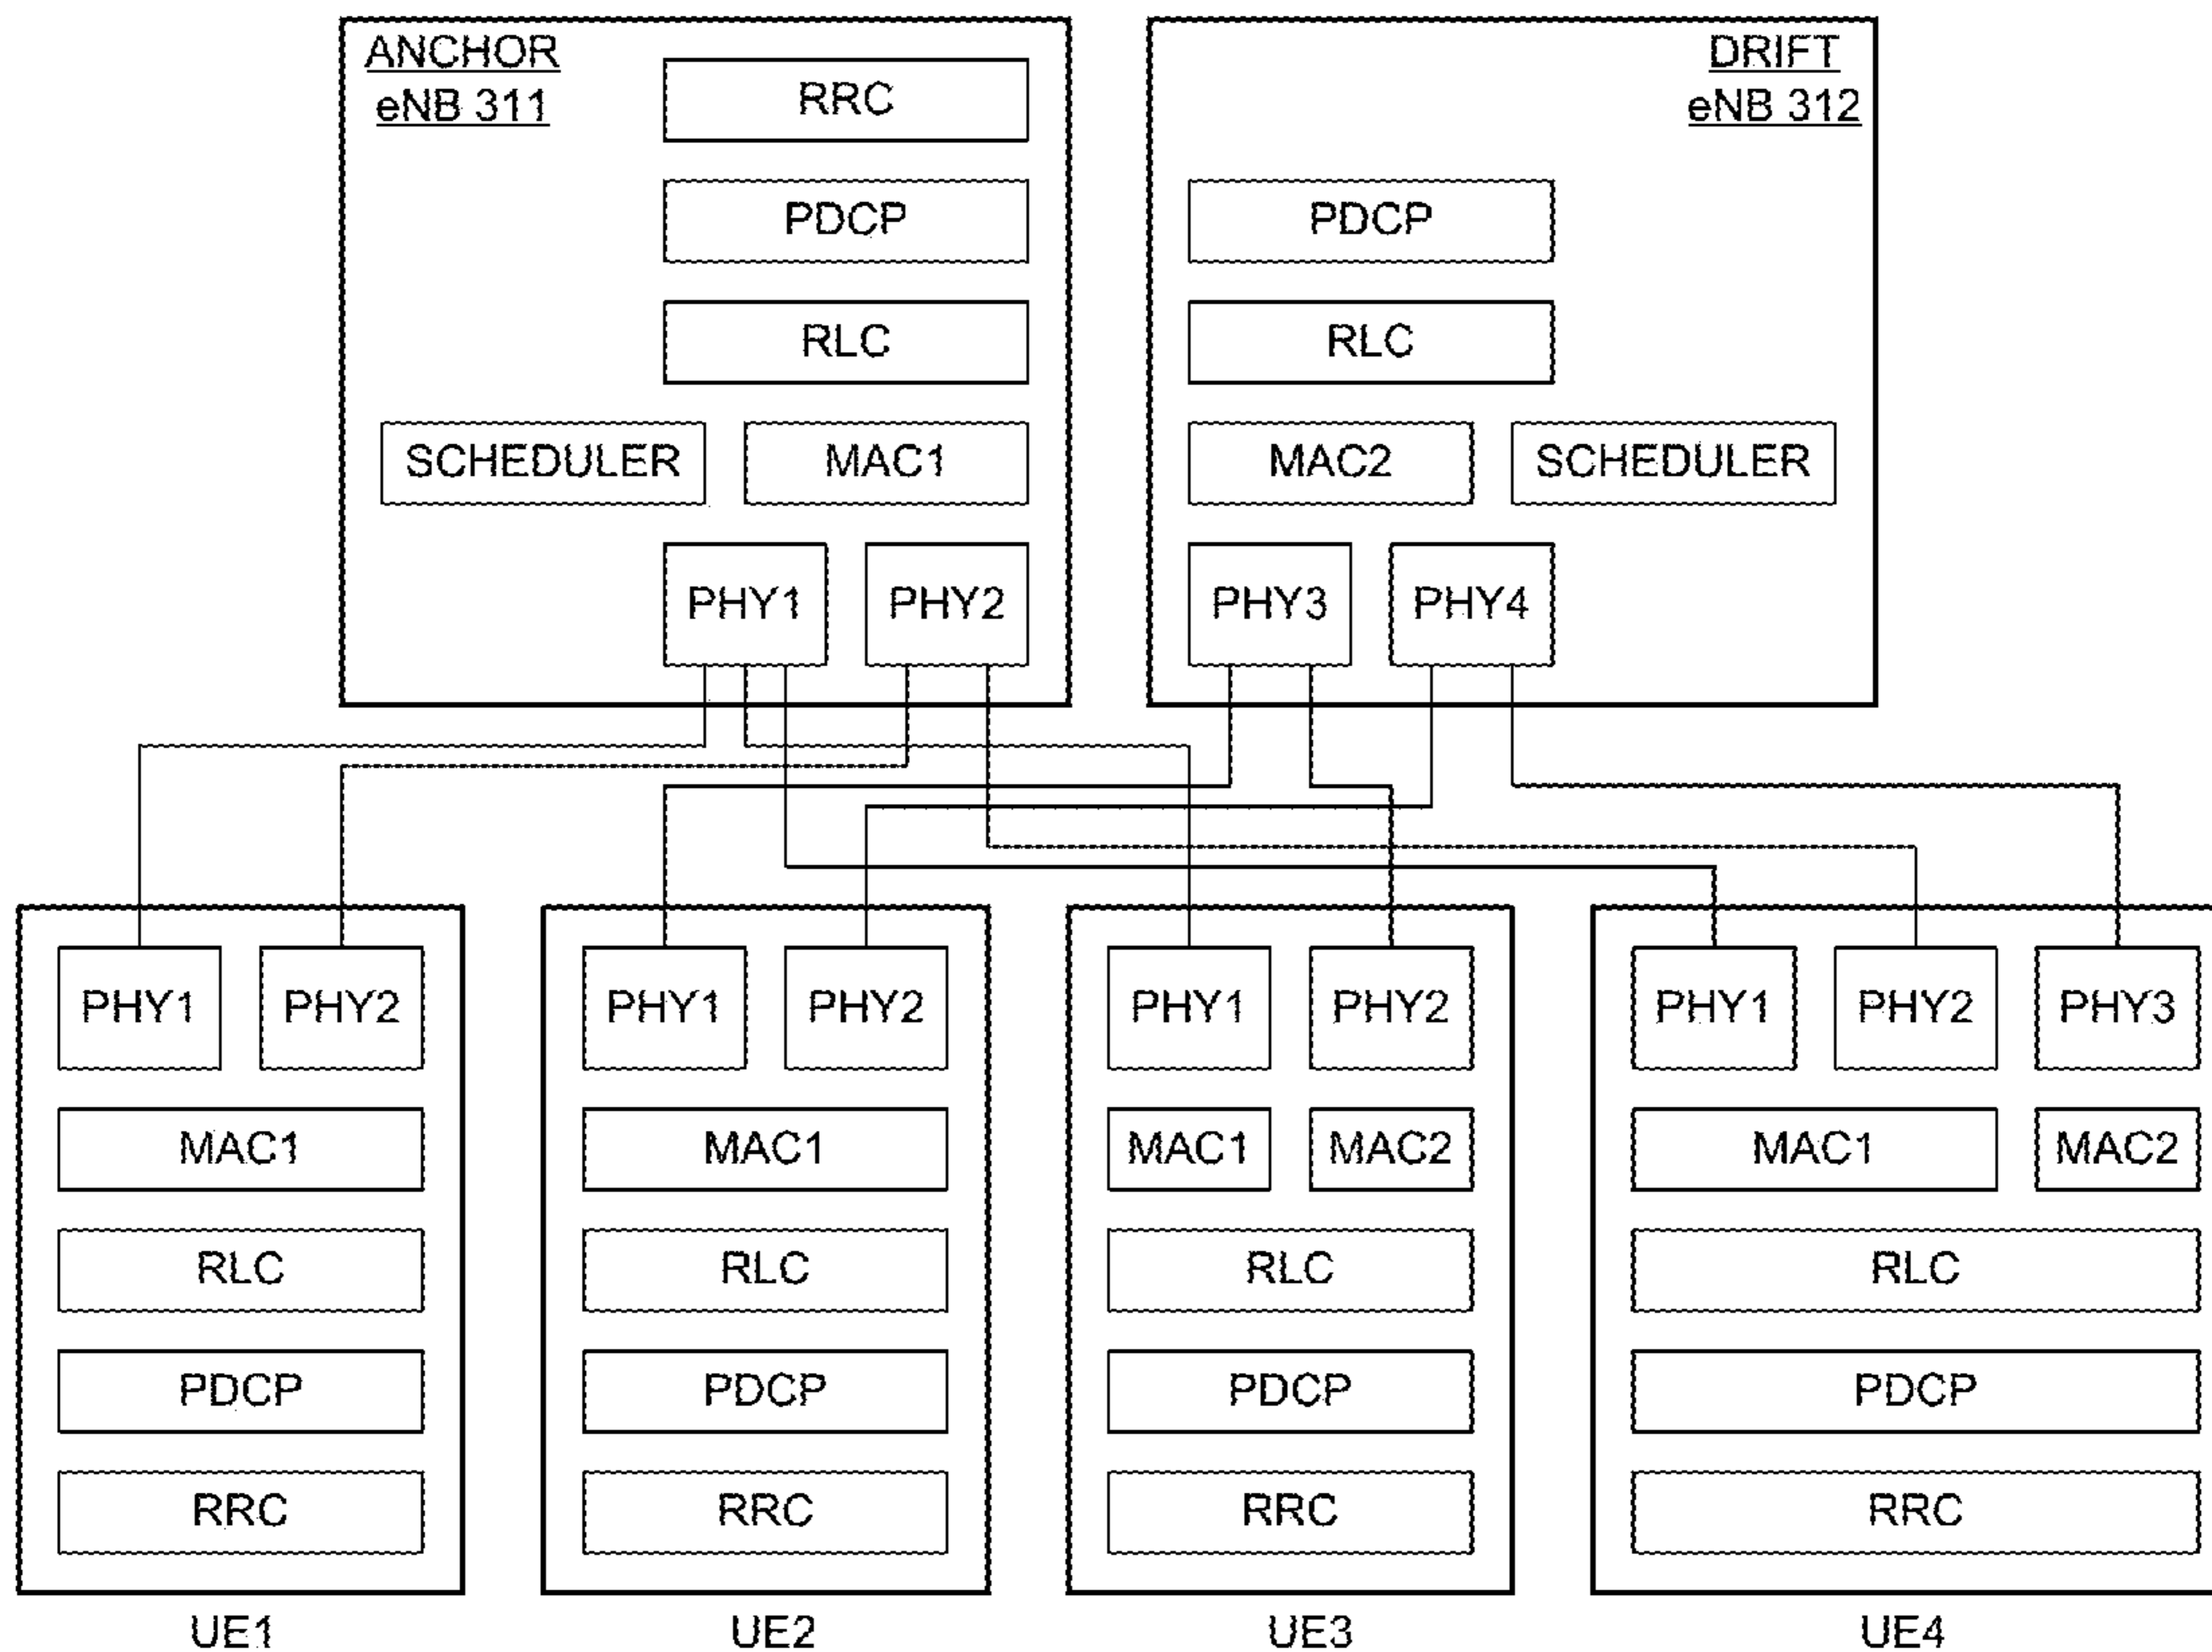 ANCHOR
eNB 311
RRC
PDCP
RLC
SCHEDULER MAC1
PHY1 PHY2
DRIFT
eNB 312
PDCP
RLC
MAC2 SCHEDULER
PHY3 PHY4
PHY1 PHY2
MAC1
RLC
PDCP
RRC
UE1
PHY1 PHY2
MAC1
RLC
PDCP
RRC
UE2
PHY1 PHY2
MAC1 MAC2
RLC
PDCP
RRC
UE3
PHY1 PHY2 PHY3
MAC1 MAC2
RLC
PDCP
RRC
UE4